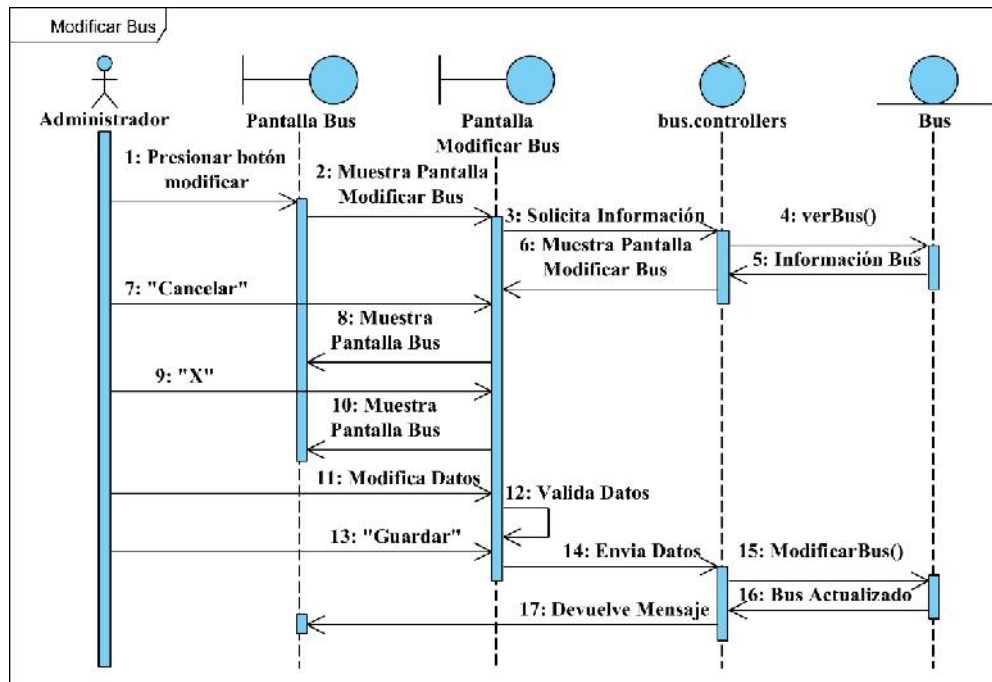 Modificar Bus
Administrador
Pantalla Bus
Pantalla
Modificar Bus
bus.controllers
Bus
1: Presionar botón
modificar
2: Muestra Pantalla
Modificar Bus
3: Solicita Información
4: verBus()
5: Información Bus
6: Muestra Pantalla
Modificar Bus
7: "Cancelar"
8: Muestra
Pantalla Bus
9: "X"
10: Muestra
Pantalla Bus
11: Modifica Datos
12: Valida Datos
13: "Guardar"
14: Envia Datos
15: ModificarBus()
16: Bus Actualizado
17: Devuelve Mensaje